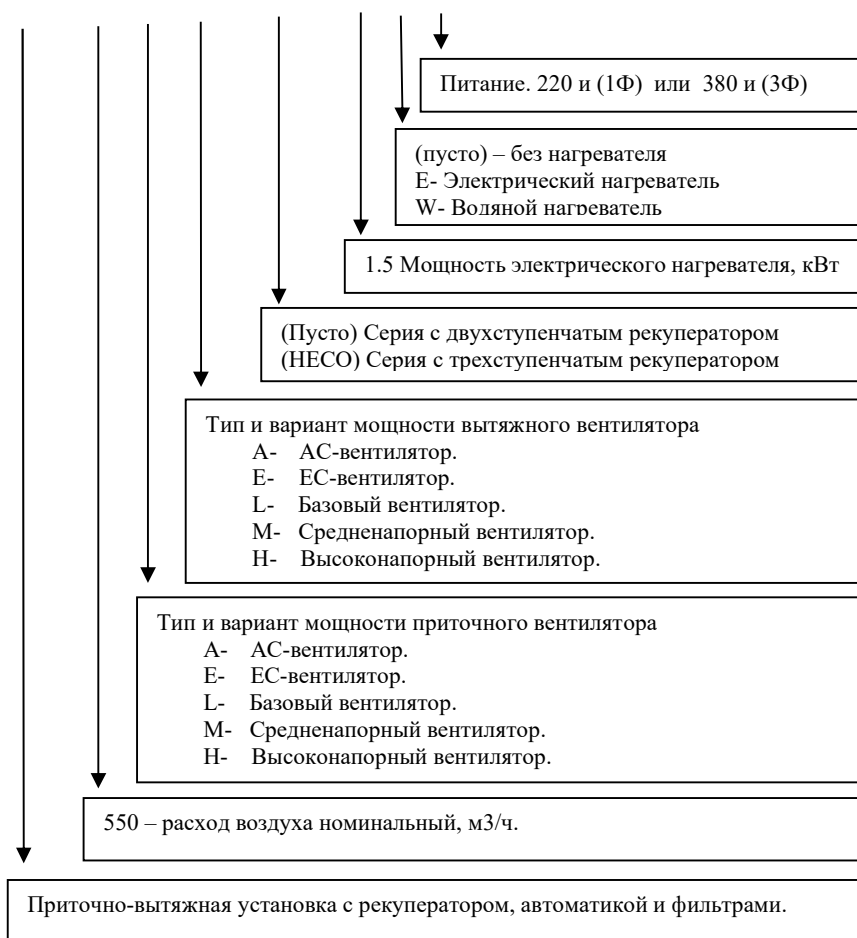 Питание. 220 и (1Ф) или 380 и (3Ф)
(пусто) – без нагревателя
Е- Электрический нагреватель
W- Водяной нагреватель
1.5 Мощность электрического нагревателя, кВт
(Пусто) Серия с двухступенчатым рекуператором
(HECO) Серия с трехступенчатым рекуператором
Тип и вариант мощности вытяжного вентилятора
А- АС-вентилятор.
Е- ЕС-вентилятор.
L- Базовый вентилятор.
М- Средненапорный вентилятор.
Н- Высоконапорный вентилятор.
Тип и вариант мощности приточного вентилятора
А- АС-вентилятор.
Е- ЕС-вентилятор.
L- Базовый вентилятор.
М- Средненапорный вентилятор.
Н- Высоконапорный вентилятор.
550 – расход воздуха номинальный, м3/ч.
Приточно-вытяжная установка с рекуператором, автоматикой и фильтрами.